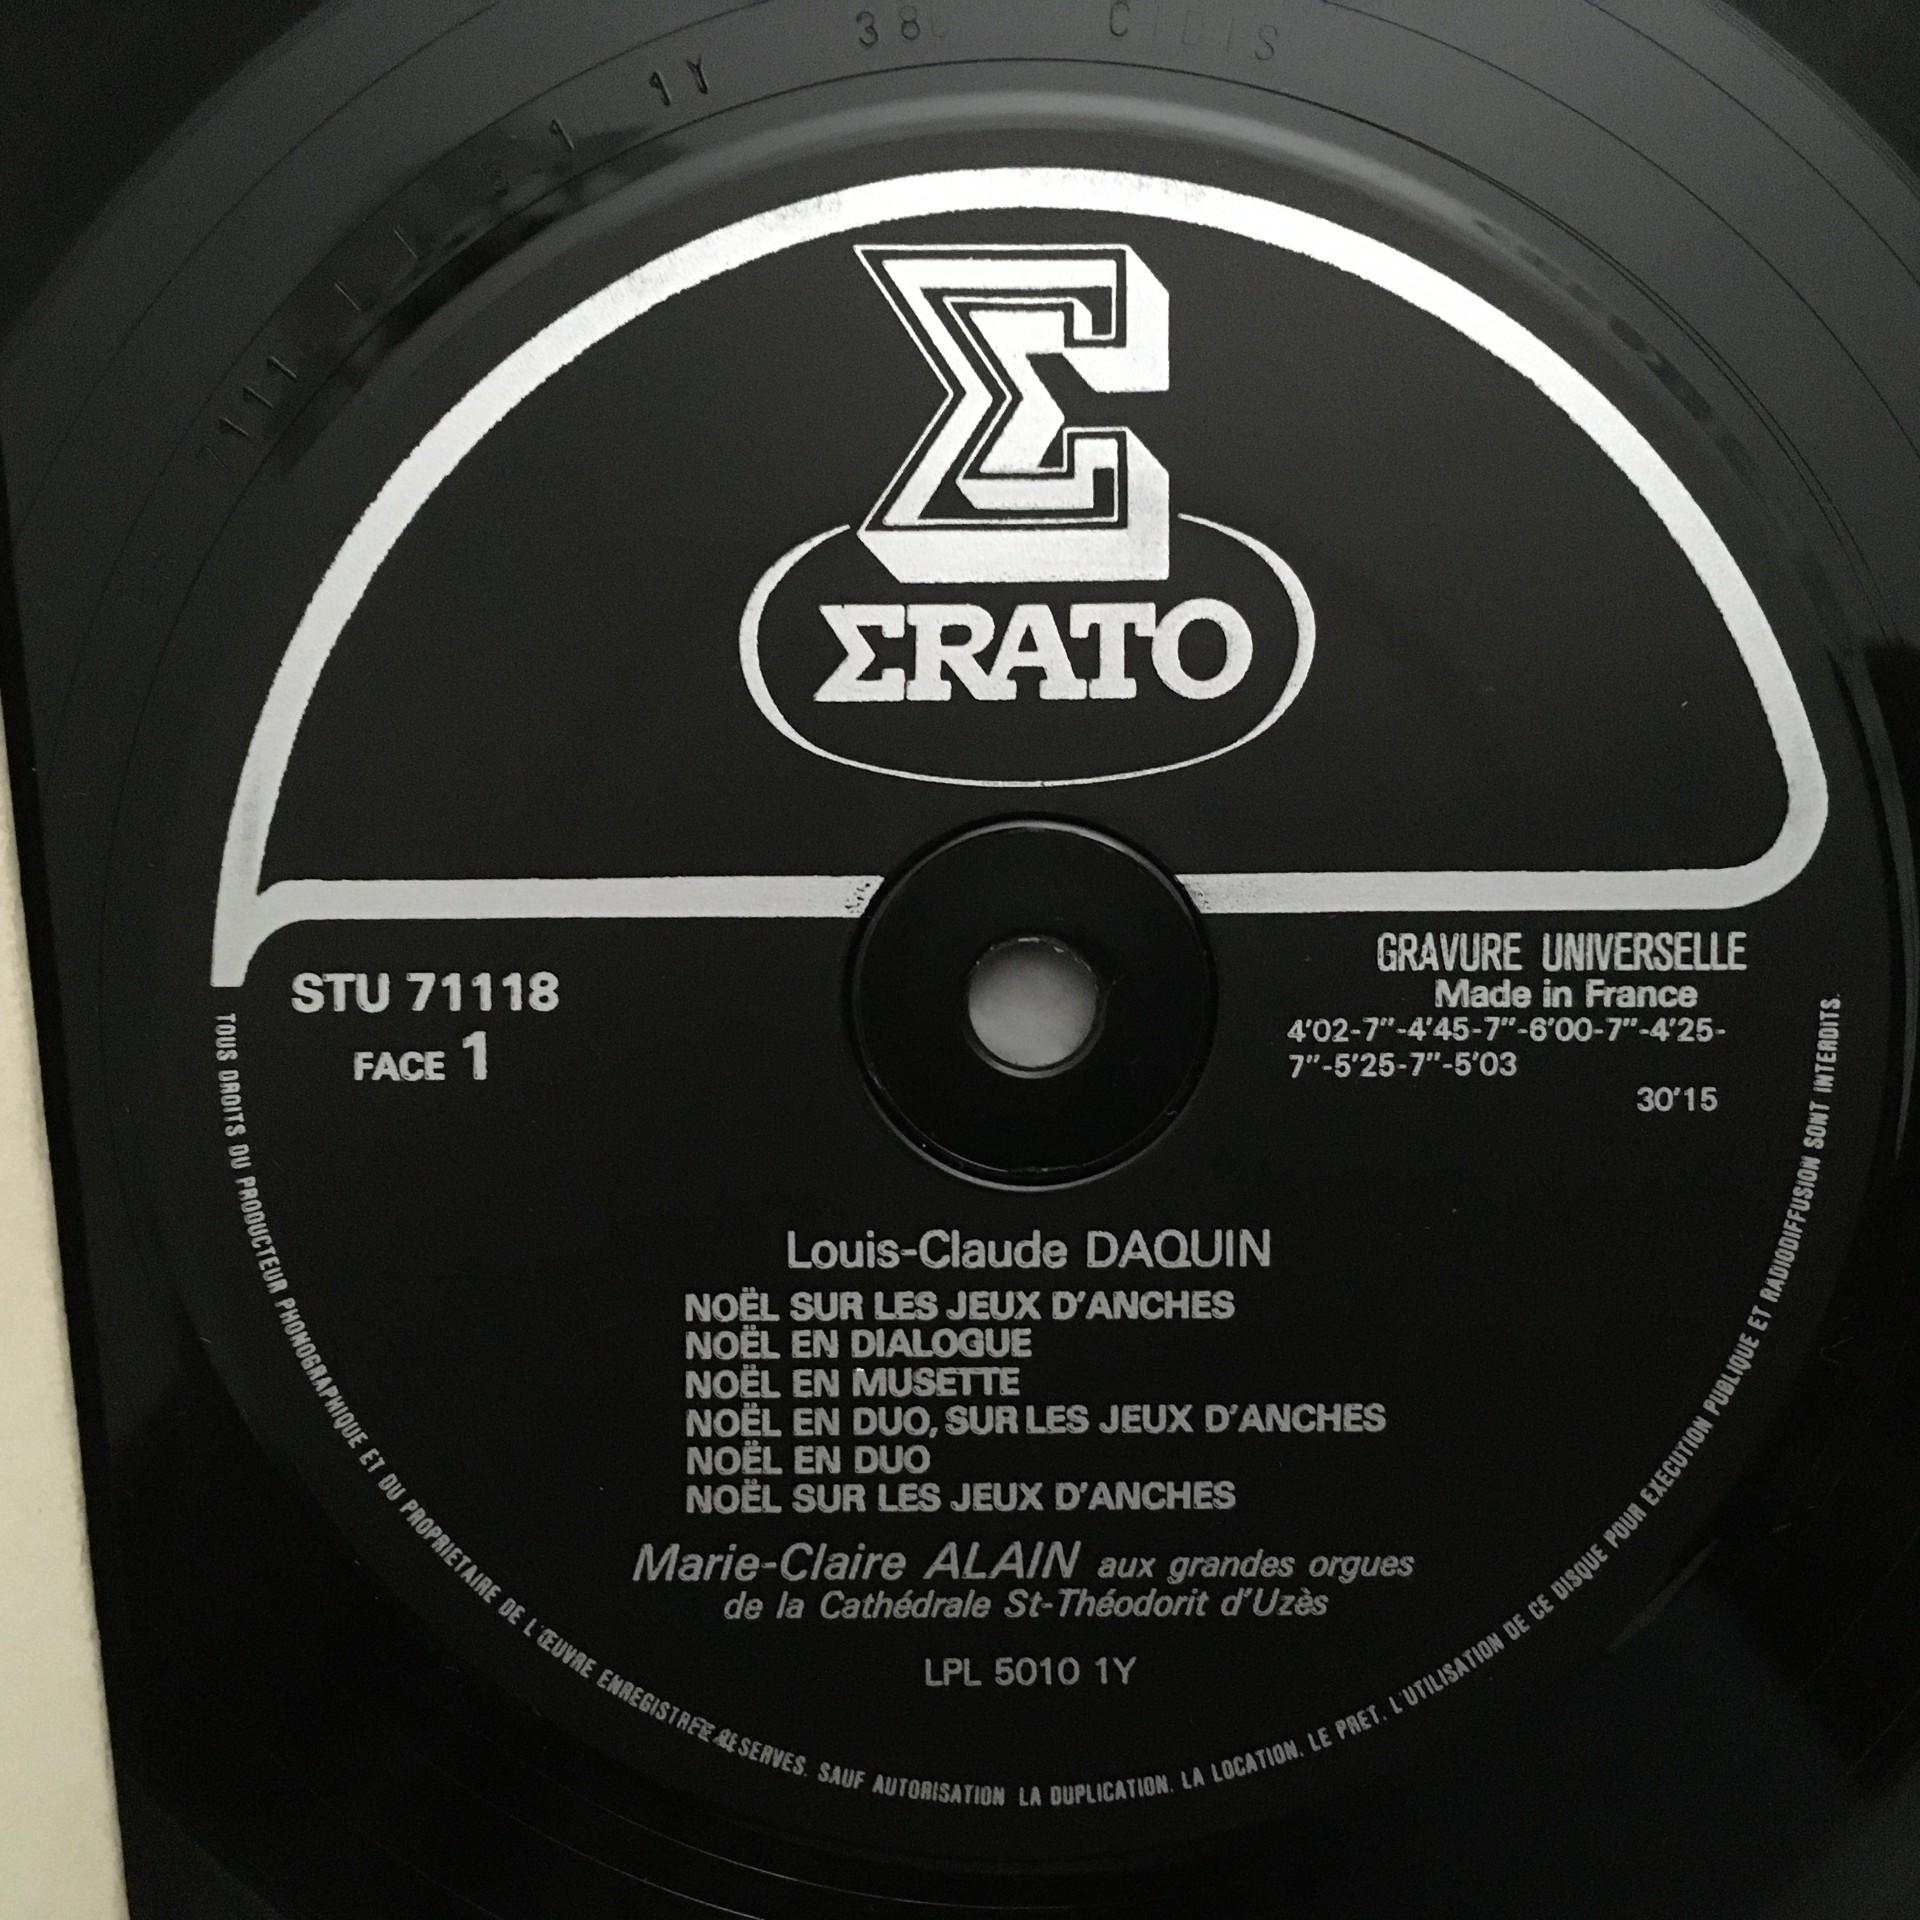 CIDIS
1Y
ΣRATO
STU 71118
FACE 1
GRAVURE UNIVERSELLE
Made in France
4'02-7"-4'45-7"-6'00-7"-4'25-
7"-5'25-7"-5'03
30'15
Louis-Claude DAQUIN
NOËL SUR LES JEUX D'ANCHES
NOËL EN DIALOGUE
NOËL EN MUSETTE
NOËL EN DUO, SUR LES JEUX D'ANCHES
NOËL EN DUO
NOËL SUR LES JEUX D'ANCHES
Marie-Claire ALAIN aux grandes orgues
de la Cathédrale St-Théodorit d'Uzès
LPL 5010 1Y
TOUS DROITS DU PRODUCTEUR PHONOGRAPHIQUE ET DU PROPRIETAIRE DE L'ŒUVRE ENREGISTREE RESERVES. SAUF AUTORISATION LA DUPLICATION. LA LOCATION. LE PRET. L'UTILISATION DE CE DISQUE POUR EXECUTION PUBLIQUE ET RADIODIFFUSION SONT INTERDITS.